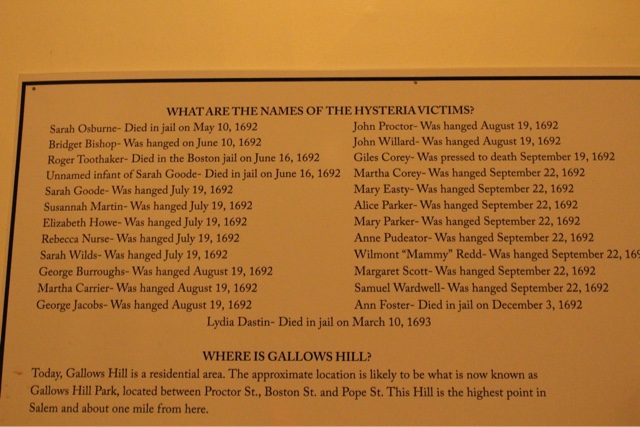 WHAT ARE THE NAMES OF THE HYSTERIA VICTIMS?
Sarah Osburne- Died in jail on May 10, 1692
Bridget Bishop- Was hanged on June 10, 1692
Roger Toothaker- Died in the Boston jail on June 16, 1692
Unnamed infant of Sarah Goode- Died in jail on June 16, 1692
Sarah Goode- Was hanged July 19, 1692
Susannah Martin- Was hanged July 19, 1692
Elizabeth Howe- Was hanged July 19, 1692
Rebecca Nurse- Was hanged July 19, 1692
Sarah Wilds- Was hanged July 19, 1692
George Burroughs- Was hanged August 19, 1692
Martha Carrier- Was hanged August 19, 1692
George Jacobs- Was hanged August 19, 1692
John Proctor- Was hanged August 19, 1692
John Willard- Was hanged August 19, 1692
Giles Corey- Was pressed to death September 19, 1692
Martha Corey- Was hanged September 22, 1692
Mary Easty- Was hanged September 22, 1692
Alice Parker- Was hanged September 22, 1692
Mary Parker- Was hanged September 22, 1692
Anne Pudeator- Was hanged September 22, 1692
Wilmont “Mammy” Redd- Was hanged September 22,
Margaret Scott- Was hanged September 22, 1692
Samuel Wardwell- Was hanged September 22, 1692
Ann Foster- Died in jail on December 3, 1692
Lydia Dastin- Died in jail on March 10, 1693
WHERE IS GALLOWS HILL?
Today, Gallows Hill is a residential area. The approximate location is likely to be what is now known as
Gallows Hill Park, located between Proctor St., Boston St. and Pope St. This Hill is the highest point in
Salem and about one mile from here.